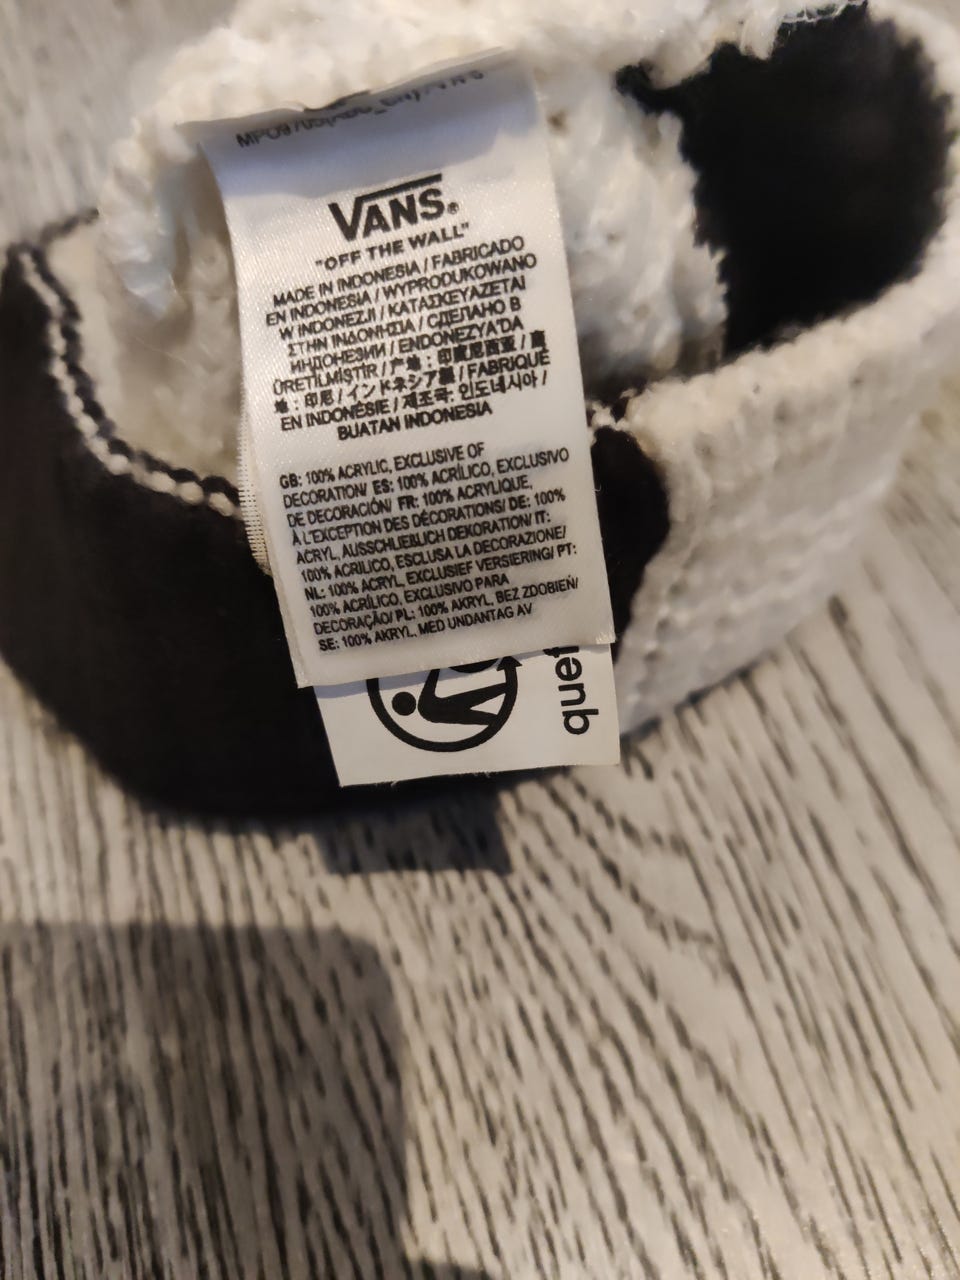 VANS®
"OFF THE WALL"
MADE IN INDONESIA / FABRICADO
EN INDONESIA / WYPRODUKOWANO
W INDONEZJI / ΚΑΤΑΣΚΕΥΑΖΕΤΑΙ
ΣΤΗΝ ΙΝΔΟΝΗΣΙΑ / СДЕЛАНО В
ИНДОНЕЗИИ / ENDONEZYA'DA
ÜRETİLMİŞTİR / 产地：印度尼西亚 / 產
地：印尼 / インドネシア製 / FABRIQUÉ
EN INDONÉSIE / 제조국: 인도네시아 /
BUATAN INDONESIA
GB: 100% ACRYLIC, EXCLUSIVE OF
DECORATION/ ES: 100% ACRÍLICO, EXCLUSIVO
DE DECORACIÓN/ FR: 100% ACRYLIQUE,
À L'EXCEPTION DES DÉCORATIONS/ DE: 100%
ACRYL, AUSSCHLIEßLICH DEKORATION/ IT:
100% ACRILICO, ESCLUSA LA DECORAZIONE/
NL: 100% ACRYL, EXCLUSIEF VERSIERING/ PT:
100% ACRÍLICO, EXCLUSIVO PARA
DECORAÇÃO/ PL: 100% AKRYL, BEZ ZDOBIEŃ/
SE: 100% AKRYL, MED UNDANTAG AV